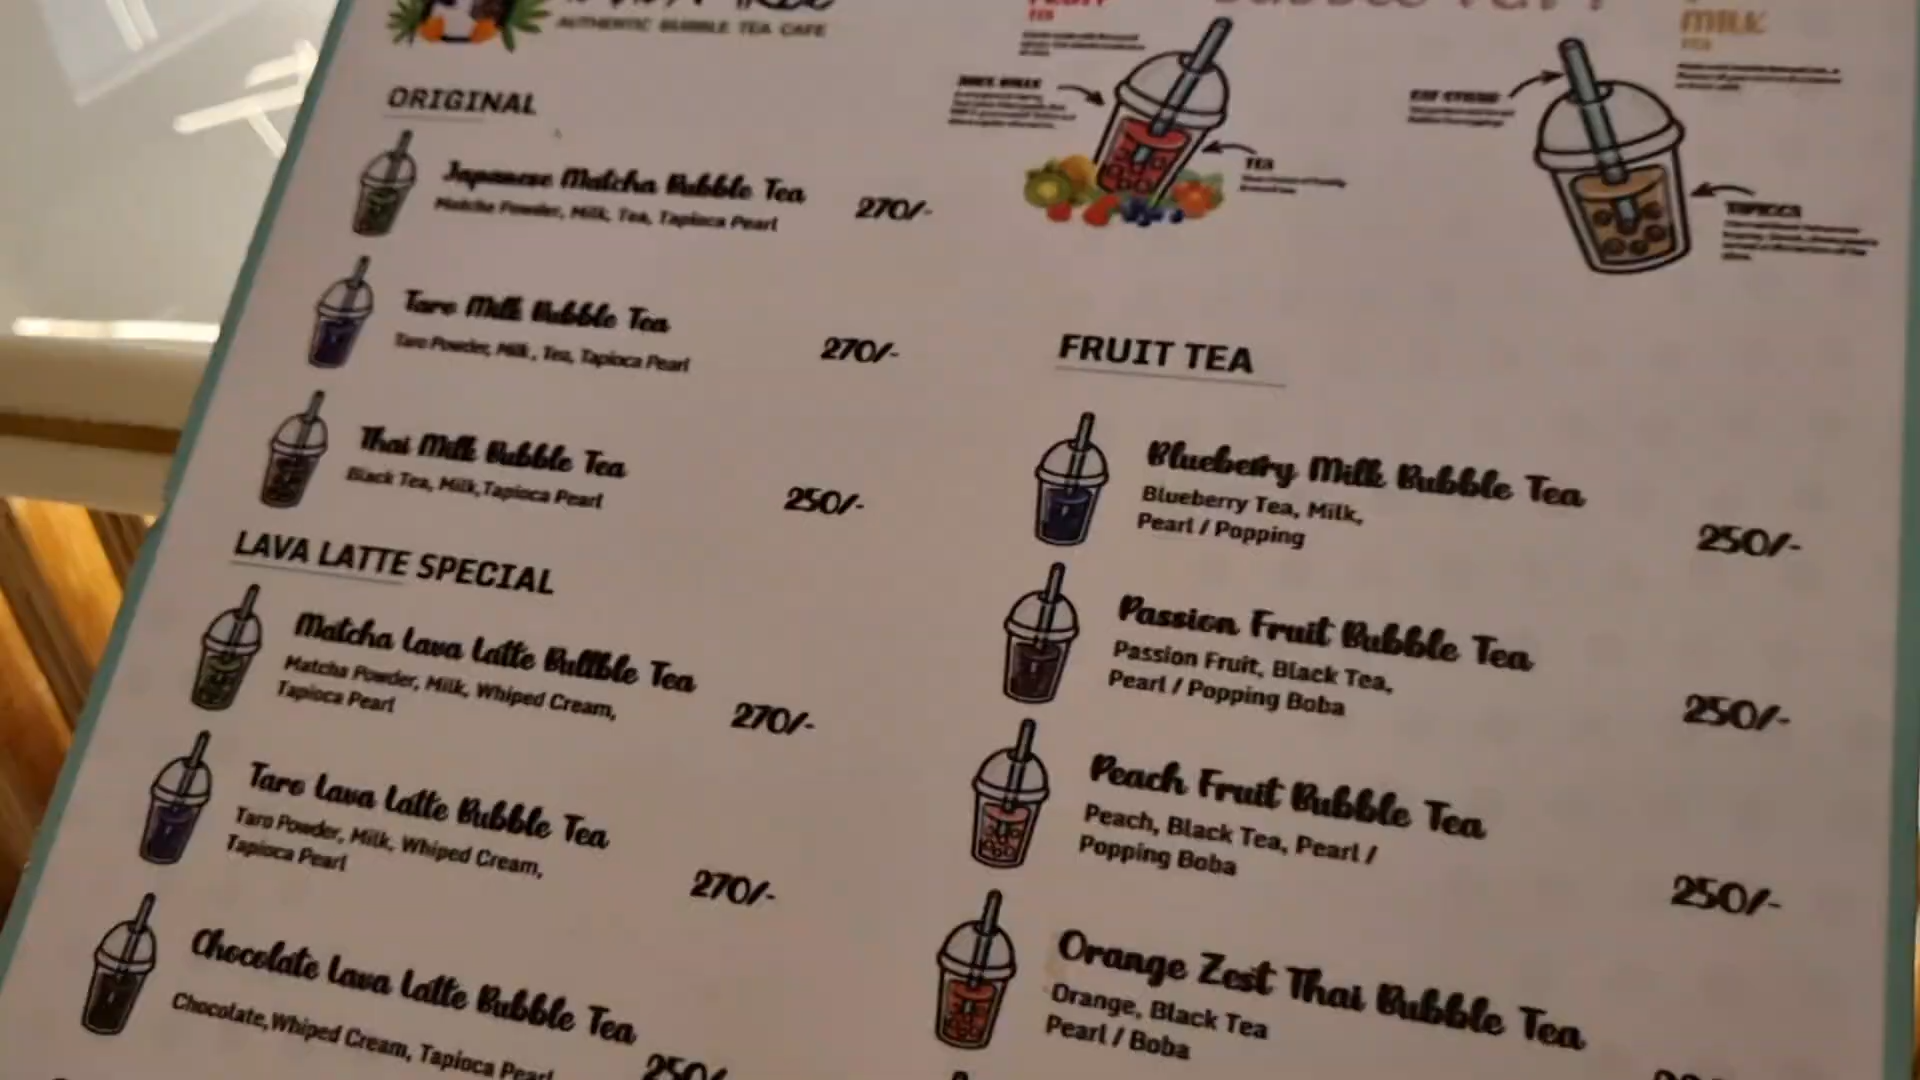 AUTHENTIC BUBBLE TEA CAFE
ORIGINAL
Japanese Matcha Bubble Tea
270/-
Matcha Powder, Milk, Tea, Tapioca Pearl
Taro Milk Bubble Tea
270/-
Taro Powder, Milk, Tea, Tapioca Pearl
Thai Milk Bubble Tea
250/-
Black Tea, Milk,Tapioca Pearl
LAVA LATTE SPECIAL
Matcha Lava Latte Bullble Tea
Matcha Powder, Milk, Whiped Cream,
Tapioca Pearl
270/-
Taro Lava Latte Bubble Tea
Taro Powder, Milk, Whiped Cream,
Tapioca Pearl
270/-
Chocolate Lava Latte Bubble Tea
Chocolate,Whiped Cream, Tapioca Pearl
250/-
FRUIT
TEA
TEA
MILK
TEA
TAPIOCA
FRUIT TEA
Blueberry Milk Bubble Tea
Blueberry Tea, Milk,
Pearl / Popping
250/-
Passion Fruit Bubble Tea
Passion Fruit, Black Tea,
Pearl / Popping Boba
250/-
Peach Fruit Bubble Tea
Peach, Black Tea, Pearl /
Popping Boba
250/-
Orange Zest Thai Bubble Tea
Orange, Black Tea
Pearl / Boba